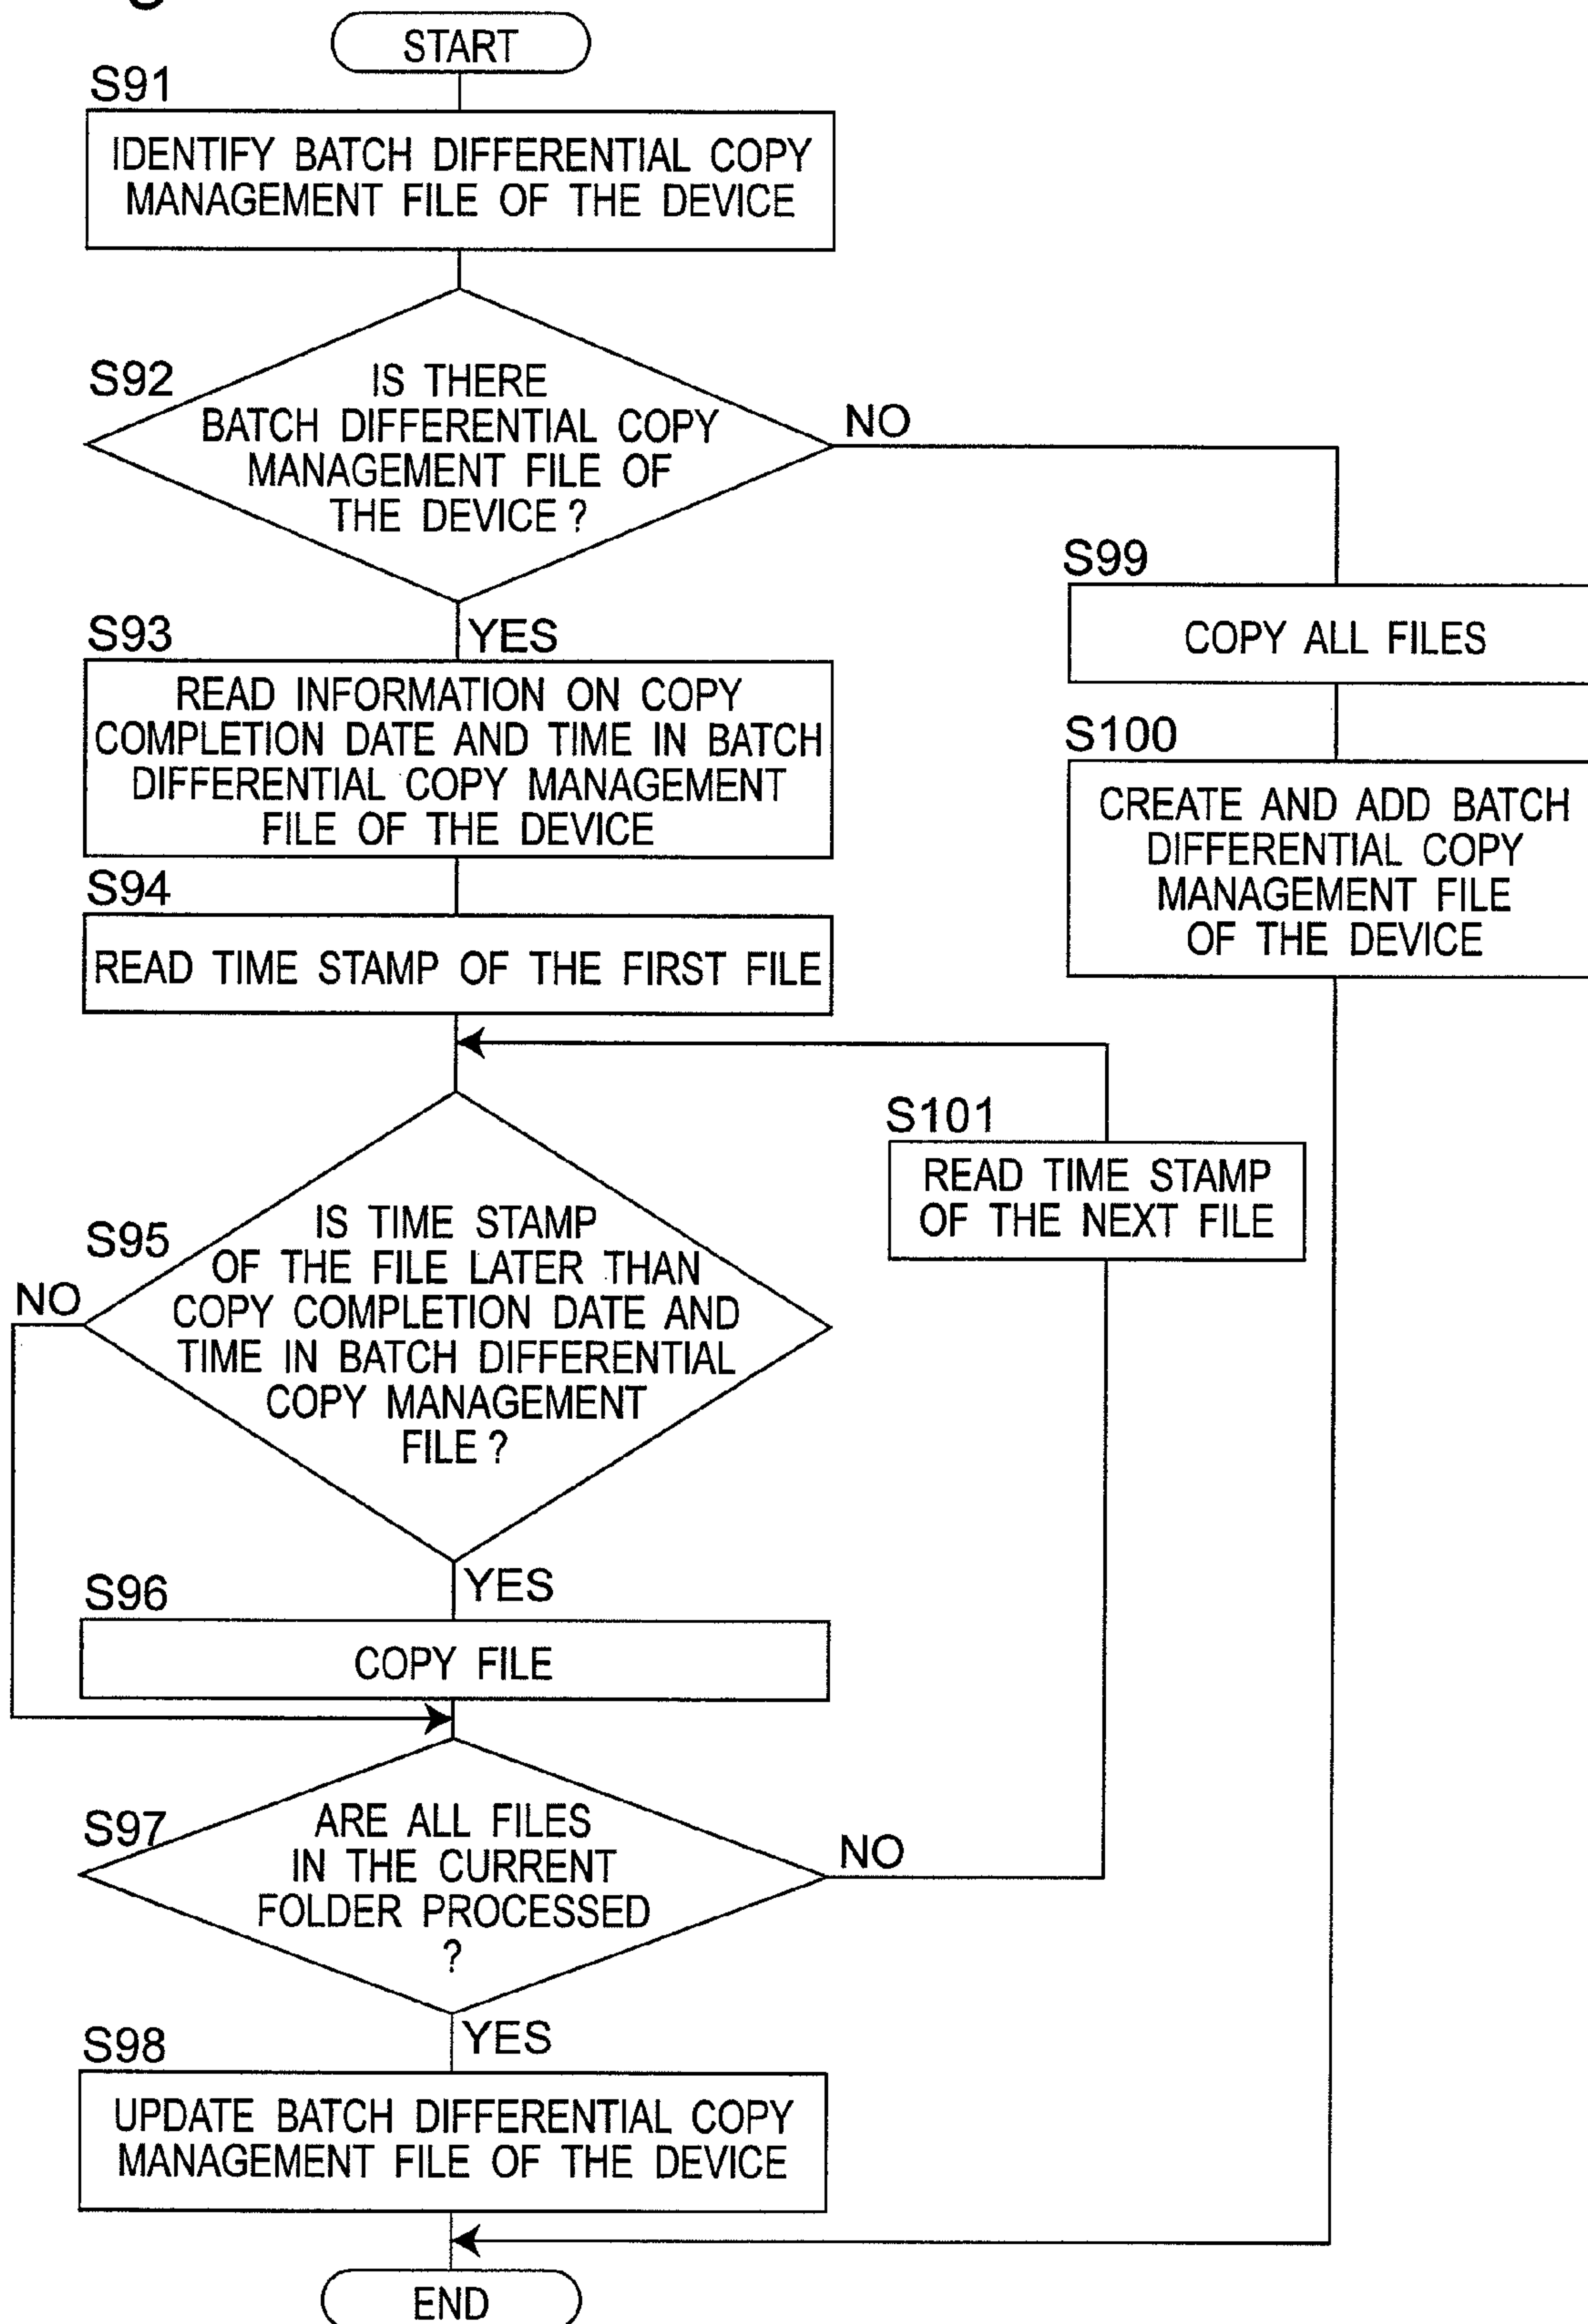 START
S91
IDENTIFY BATCH DIFFERENTIAL COPY
MANAGEMENT FILE OF THE DEVICE
S92
IS THERE
BATCH DIFFERENTIAL COPY
MANAGEMENT FILE OF
THE DEVICE ?
NO
YES
S93
READ INFORMATION ON COPY
COMPLETION DATE AND TIME IN BATCH
DIFFERENTIAL COPY MANAGEMENT
FILE OF THE DEVICE
S99
COPY ALL FILES
S100
CREATE AND ADD BATCH
DIFFERENTIAL COPY
MANAGEMENT FILE
OF THE DEVICE
S94
READ TIME STAMP OF THE FIRST FILE
S101
READ TIME STAMP
OF THE NEXT FILE
S95
IS TIME STAMP
OF THE FILE LATER THAN
COPY COMPLETION DATE AND
TIME IN BATCH DIFFERENTIAL
COPY MANAGEMENT
FILE ?
NO
YES
S96
COPY FILE
S97
ARE ALL FILES
IN THE CURRENT
FOLDER PROCESSED
?
NO
YES
S98
UPDATE BATCH DIFFERENTIAL COPY
MANAGEMENT FILE OF THE DEVICE
END